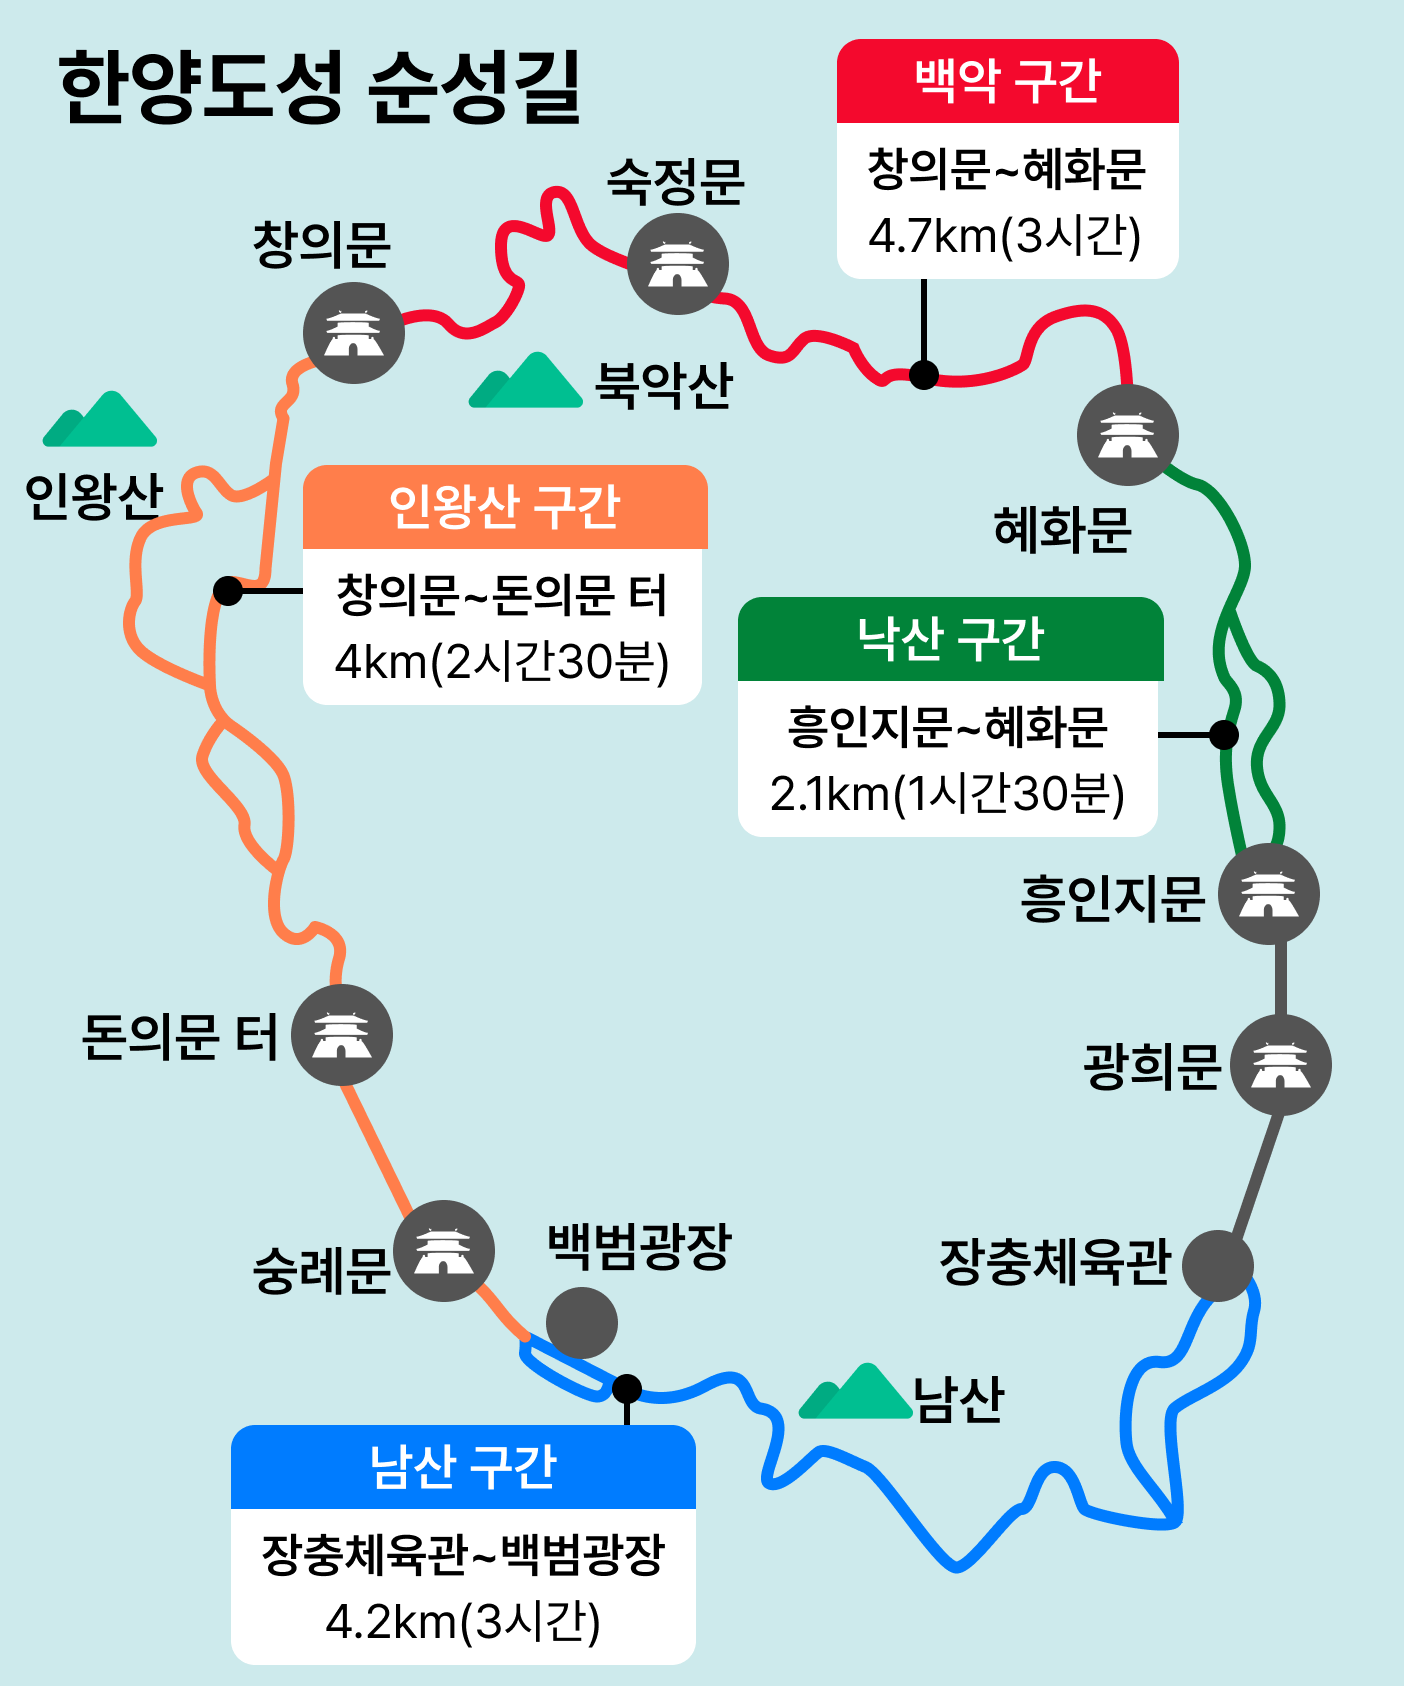 한양도성 순성길
백악 구간
창의문~혜화문
4.7km(3시간)
숙정문
창의문
북악산
인왕산
인왕산 구간
창의문~돈의문 터
4km(2시간30분)
혜화문
낙산 구간
흥인지문~혜화문
2.1km(1시간30분)
흥인지문
돈의문 터
광희문
숭례문
백범광장
장충체육관
남산
남산 구간
장충체육관~백범광장
4.2km(3시간)